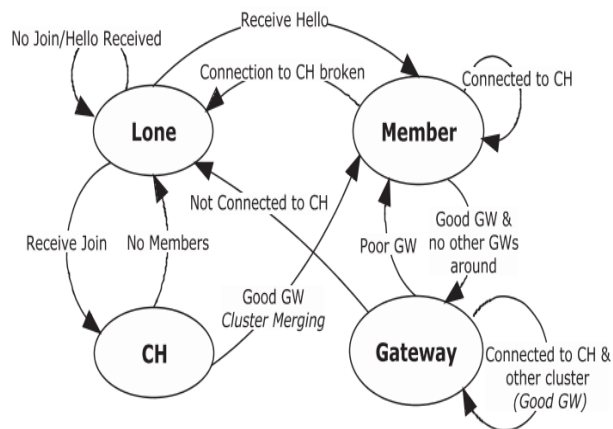 Receive Hello
No Join/Hello Received
Connection to CH broken
Connected to CH
Lone
Member
Not Connected to CH
Good GW &
no other GWs
around
Receive Join
No Members
Poor GW
Good GW
Cluster Merging
CH
Gateway
Connected to CH &
other cluster
(Good GW)